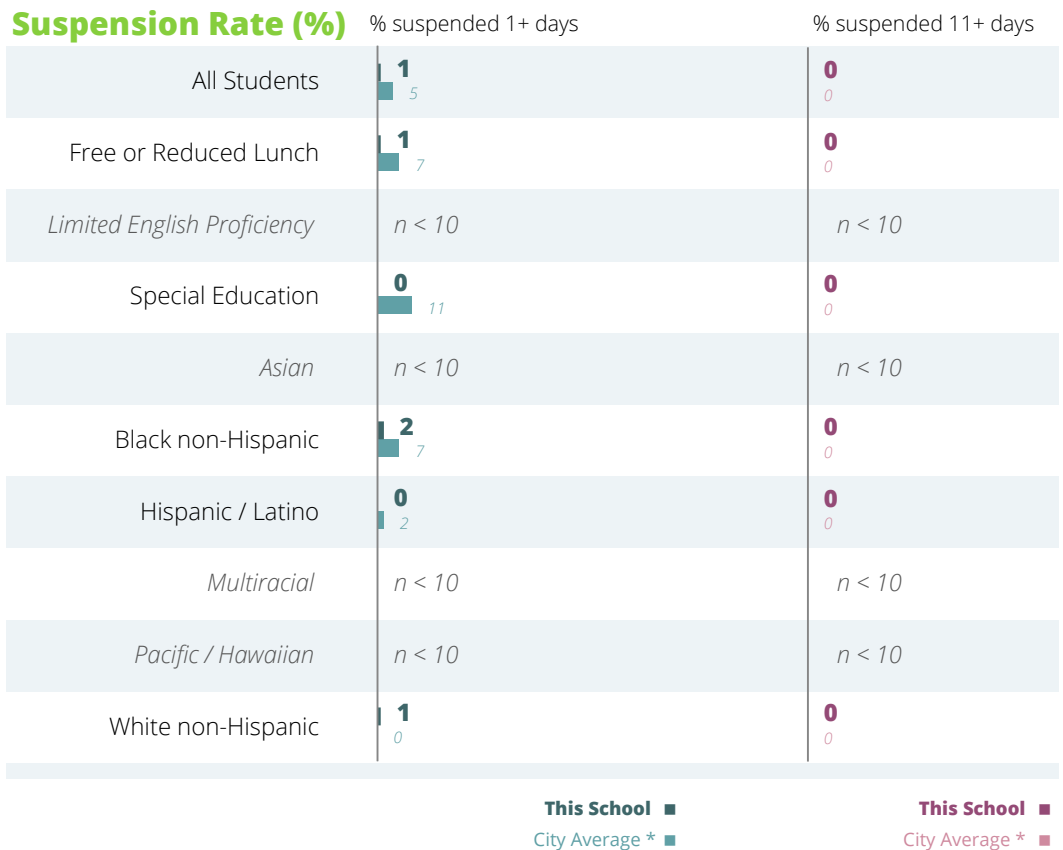 Suspension Rate (%) % suspended 1+ days % suspended 11+ days
All Students 1 0
5 0
Free or Reduced Lunch 1 0
7 0
Limited English Proficiency n < 10 n < 10
Special Education 0 0
11 0
Asian n < 10 n < 10
Black non-Hispanic 2 0
7 0
Hispanic / Latino 0 0
2 0
Multiracial n < 10 n < 10
Pacific / Hawaiian n < 10 n < 10
White non-Hispanic 1 0
0 0
This School This School
City Average * City Average *